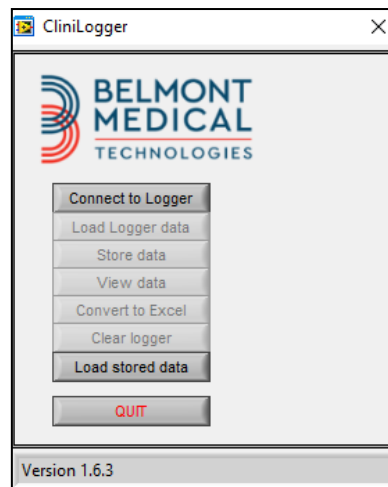 CliniLogger
BELMONT
MEDICAL
TECHNOLOGIES
Connect to Logger
Load Logger data
Store data
View data
Convert to Excel
Clear logger
Load stored data
QUIT
Version 1.6.3